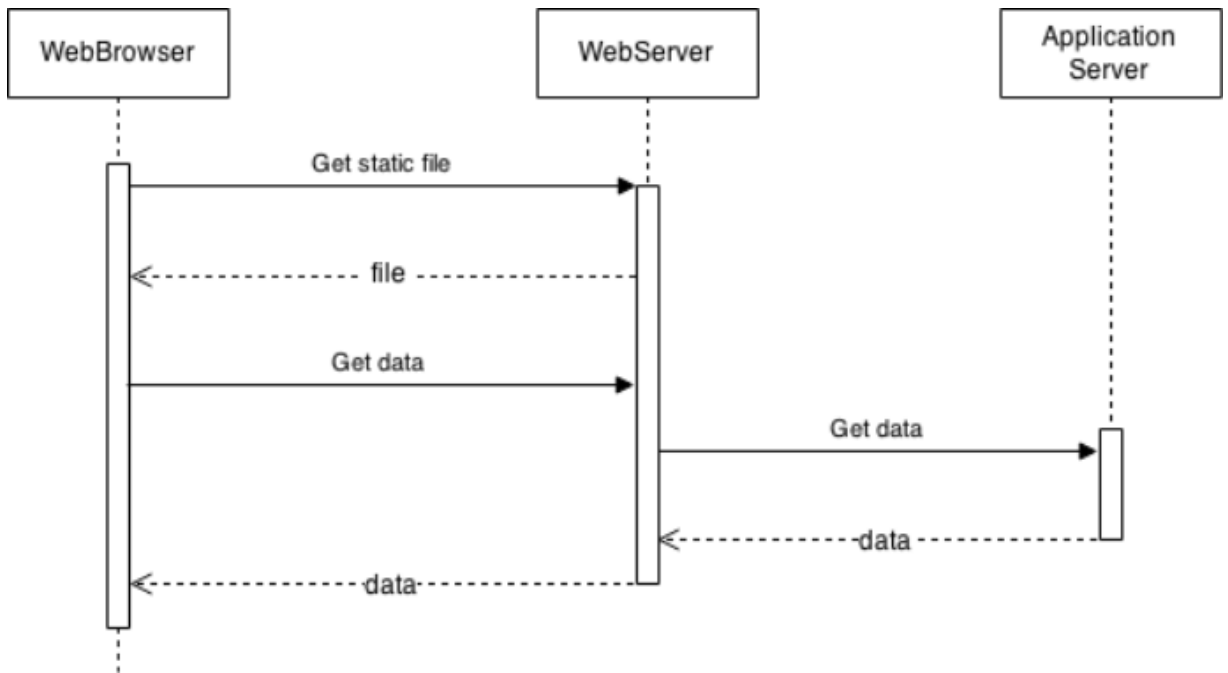 WebBrowser
WebServer
Application
Server
Get static file
file
Get data
Get data
data
data